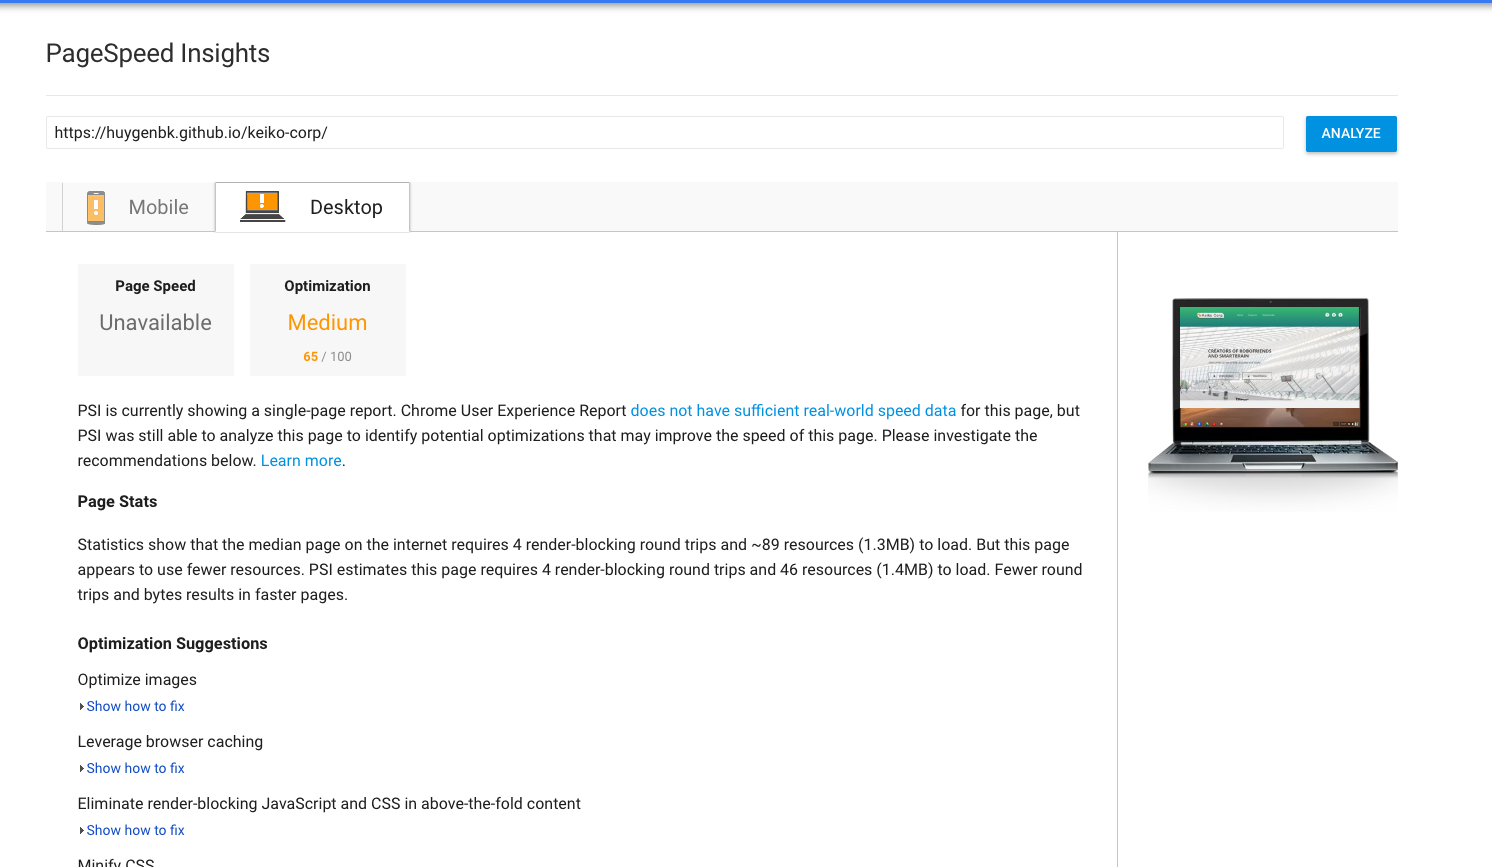 PageSpeed Insights
https://huygenbk.github.io/keiko-corp/
ANALYZE
Mobile
Desktop
Page Speed
Unavailable
Optimization
Medium
65 / 100
CREATORS OF ROBOFRIENDS
AND SMARTBRAIN
PSI is currently showing a single-page report. Chrome User Experience Report does not have sufficient real-world speed data for this page, but
PSI was still able to analyze this page to identify potential optimizations that may improve the speed of this page. Please investigate the
recommendations below. Learn more.
Page Stats
Statistics show that the median page on the internet requires 4 render-blocking round trips and ~89 resources (1.3MB) to load. But this page
appears to use fewer resources. PSI estimates this page requires 4 render-blocking round trips and 46 resources (1.4MB) to load. Fewer round
trips and bytes results in faster pages.
Optimization Suggestions
Optimize images
Show how to fix
Leverage browser caching
Show how to fix
Eliminate render-blocking JavaScript and CSS in above-the-fold content
Show how to fix
Minify CSS